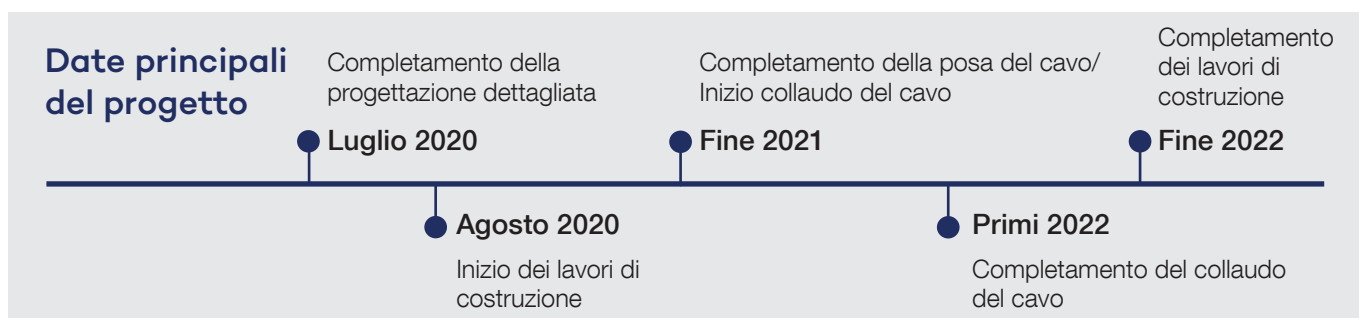 Date principali
del progetto
Completamento della
progettazione dettagliata
Luglio 2020
Agosto 2020
Inizio dei lavori di
costruzione
Completamento della posa del cavo/
Inizio collaudo del cavo
Fine 2021
Primi 2022
Completamento del collaudo
del cavo
Completamento
dei lavori di
costruzione
Fine 2022